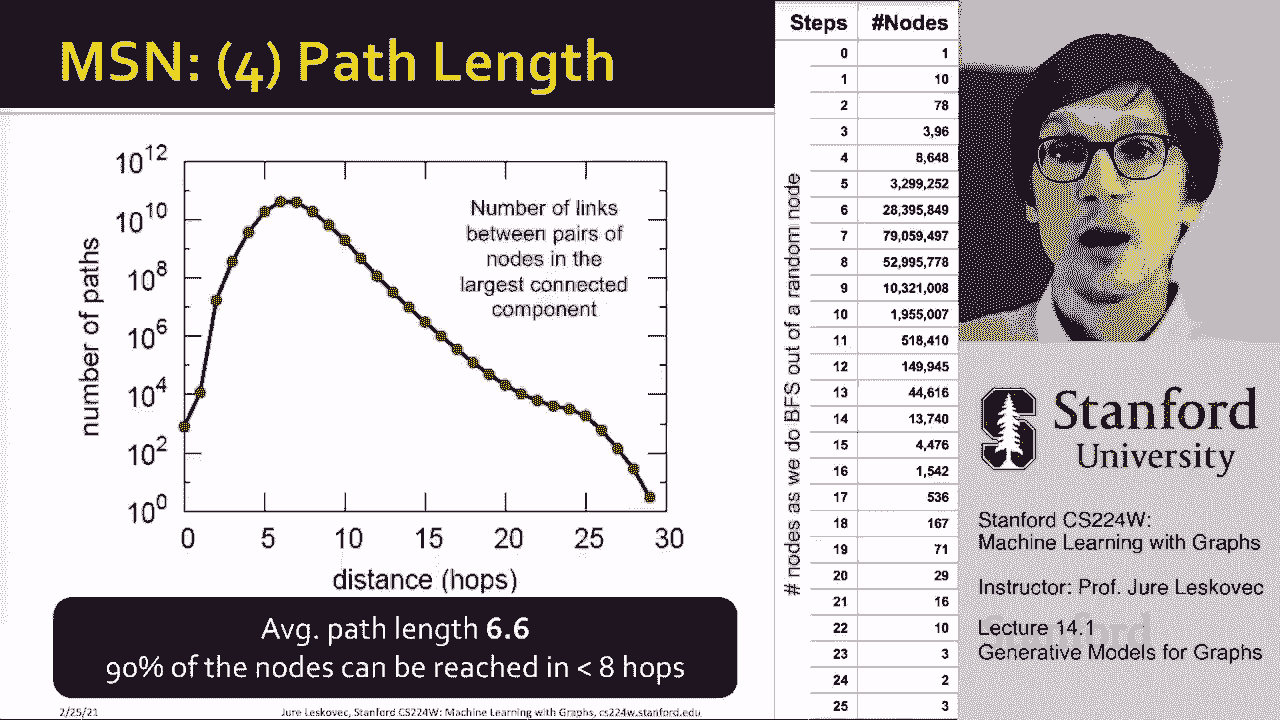 MSN: (4) Path Length
10^12
10^10
10^8
10^6
10^4
10^2
10^0
number of paths
0 5 10 15 20 25 30
distance (hops)
Number of links
between pairs of
nodes in the
largest connected
component
Avg. path length 6.6
90% of the nodes can be reached in < 8 hops
2/25/21
Jure Leskovec, Stanford CS224W: Machine Learning with Graphs, cs224w.stanford.edu
# nodes as we do BFS out of a random node
Steps #Nodes
0 1
1 10
2 78
3 3,96
4 8,648
5 3,299,252
6 28,395,849
7 79,059,497
8 52,995,778
9 10,321,008
10 1,955,007
11 518,410
12 149,945
13 44,616
14 13,740
15 4,476
16 1,542
17 536
18 167
19 71
20 29
21 16
22 10
23 3
24 2
25 3
S
Stanford
University
Stanford CS224W:
Machine Learning with Graphs
Instructor: Prof. Jure Leskovec
Lecture 14.1
Generative Models for Graphs